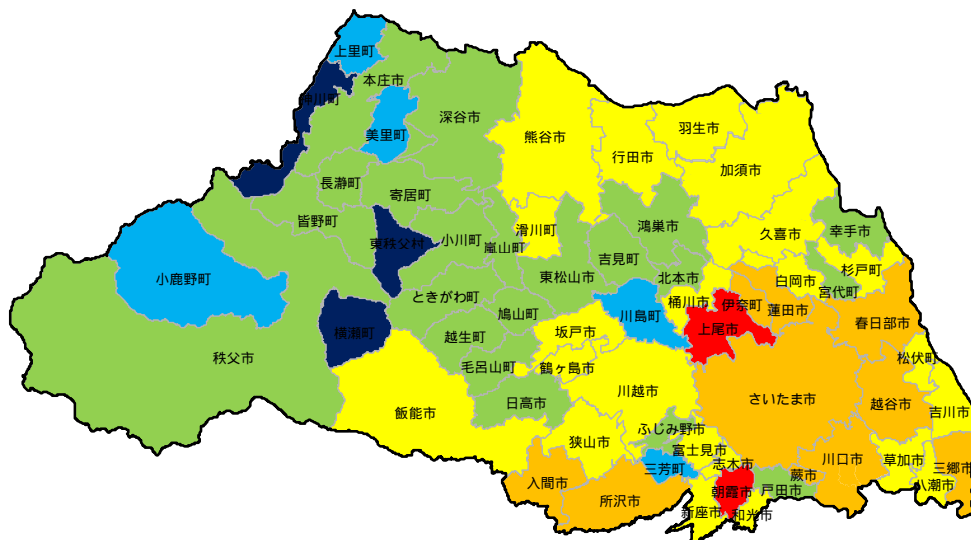 上里町
本庄市
神川町
深谷市
美里町
熊谷市
羽生市
行田市
加須市
長瀞町
寄居町
皆野町
鴻巣市
滑川町
久喜市
幸手市
東秩父村
小川町
嵐山町
吉見町
杉戸町
小鹿野町
東松山市
北本市
白岡市
宮代町
ときがわ町
桶川市
伊奈町
蓮田市
鳩山町
川島町
春日部市
上尾市
横瀬町
越生町
坂戸市
秩父市
毛呂山町
鶴ヶ島市
松伏町
川越市
さいたま市
日高市
越谷市
飯能市
吉川市
ふじみ野市
狭山市
富士見市
川口市
草加市
志木市
三芳町
三郷市
入間市
蕨市
八潮市
朝霞市
戸田市
所沢市
新座市
和光市